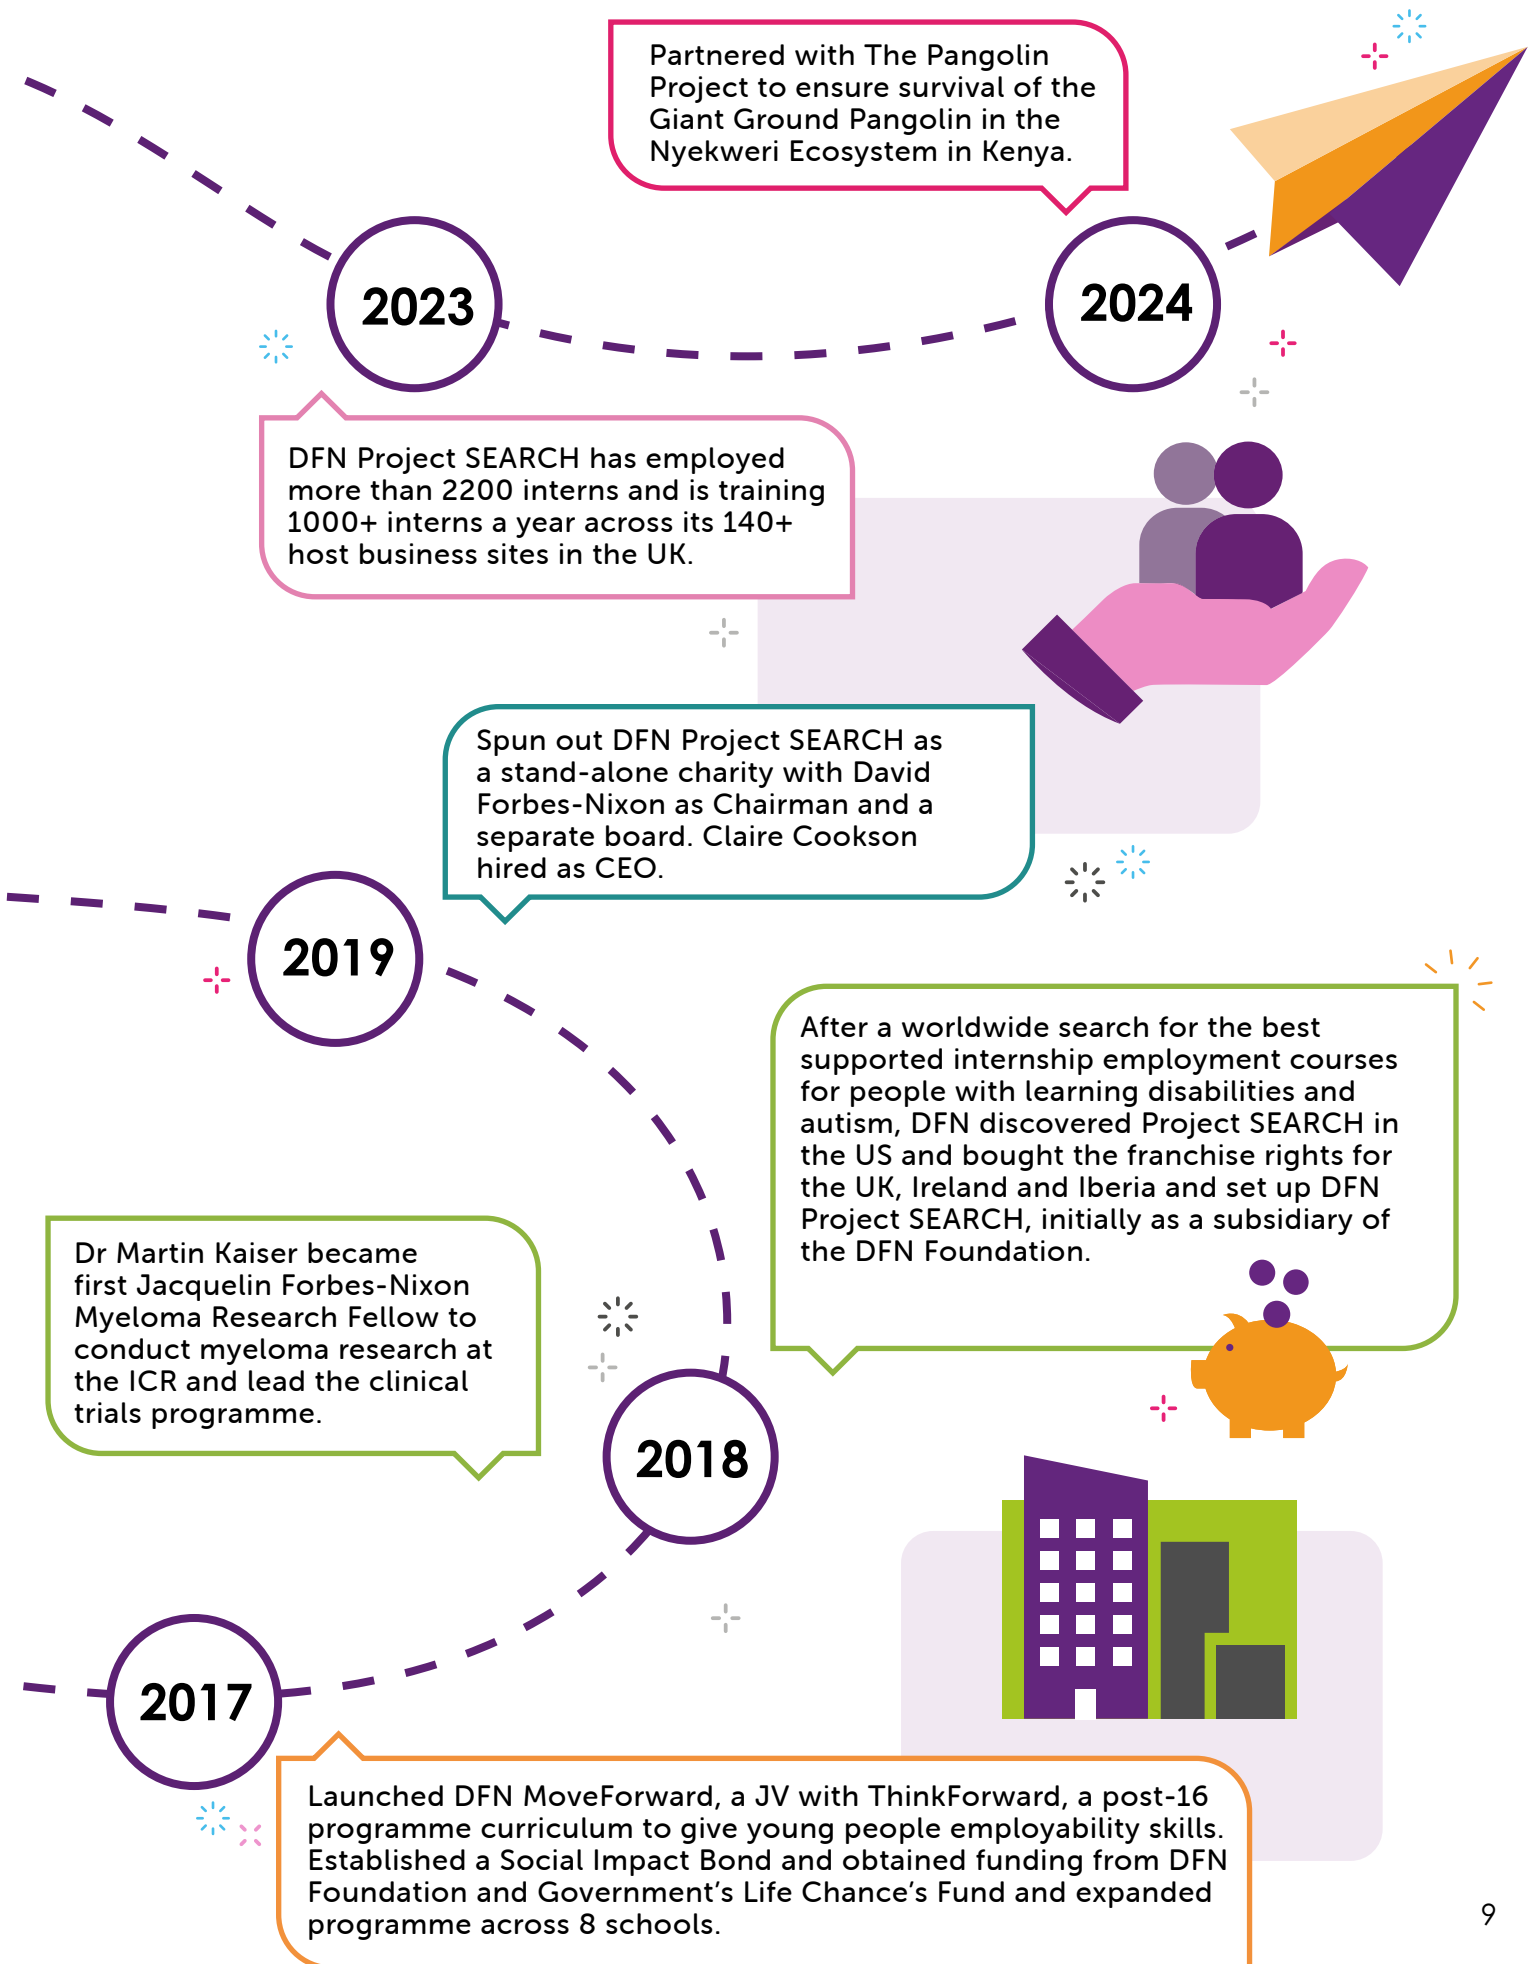 Partnered with The Pangolin
Project to ensure survival of the
Giant Ground Pangolin in the
Nyekweri Ecosystem in Kenya.
2023
2024
DFN Project SEARCH has employed
more than 2200 interns and is training
1000+ interns a year across its 140+
host business sites in the UK.
Spun out DFN Project SEARCH as
a stand-alone charity with David
Forbes-Nixon as Chairman and a
separate board. Claire Cookson
hired as CEO.
2019
After a worldwide search for the best
supported internship employment courses
for people with learning disabilities and
autism, DFN discovered Project SEARCH in
the US and bought the franchise rights for
the UK, Ireland and Iberia and set up DFN
Project SEARCH, initially as a subsidiary of
the DFN Foundation.
Dr Martin Kaiser became
first Jacquelin Forbes-Nixon
Myeloma Research Fellow to
conduct myeloma research at
the ICR and lead the clinical
trials programme.
2018
2017
Launched DFN MoveForward, a JV with ThinkForward, a post-16
programme curriculum to give young people employability skills.
Established a Social Impact Bond and obtained funding from DFN
Foundation and Government's Life Chance's Fund and expanded
programme across 8 schools.
9